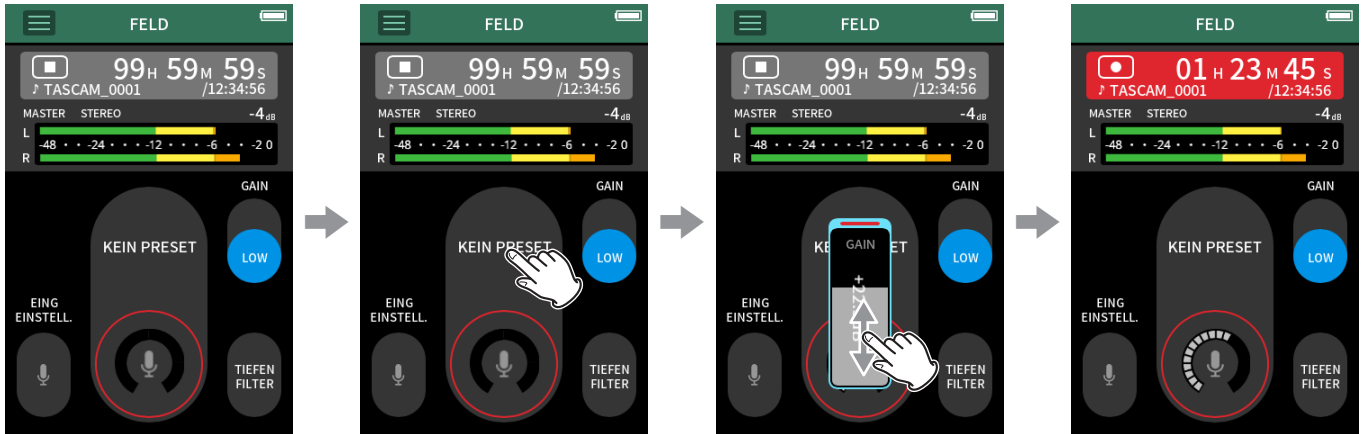 FELD
99H 59M 59S
♪ TASCAM_0001 /12:34:56
MASTER STEREO -4dB
L
-48 · · -24 · · · -12 · · · -6 · · -2 0
R
GAIN
KEIN PRESET
LOW
EING
EINSTELL.
TIEFEN
FILTER
FELD
99H 59M 59S
♪ TASCAM_0001 /12:34:56
MASTER STEREO -4dB
L
-48 · · -24 · · · -12 · · · -6 · · -2 0
R
GAIN
KEIN PRESET
LOW
EING
EINSTELL.
TIEFEN
FILTER
FELD
99H 59M 59S
♪ TASCAM_0001 /12:34:56
MASTER STEREO -4dB
L
-48 · · -24 · · · -12 · · · -6 · · -2 0
R
GAIN
KE ET
GAIN
LOW
EING
EINSTELL.
TIEFEN
FILTER
FELD
01H 23M 45S
♪ TASCAM_0001 /12:34:56
MASTER STEREO -4dB
L
-48 · · -24 · · · -12 · · · -6 · · -2 0
R
GAIN
KEIN PRESET
LOW
EING
EINSTELL.
TIEFEN
FILTER